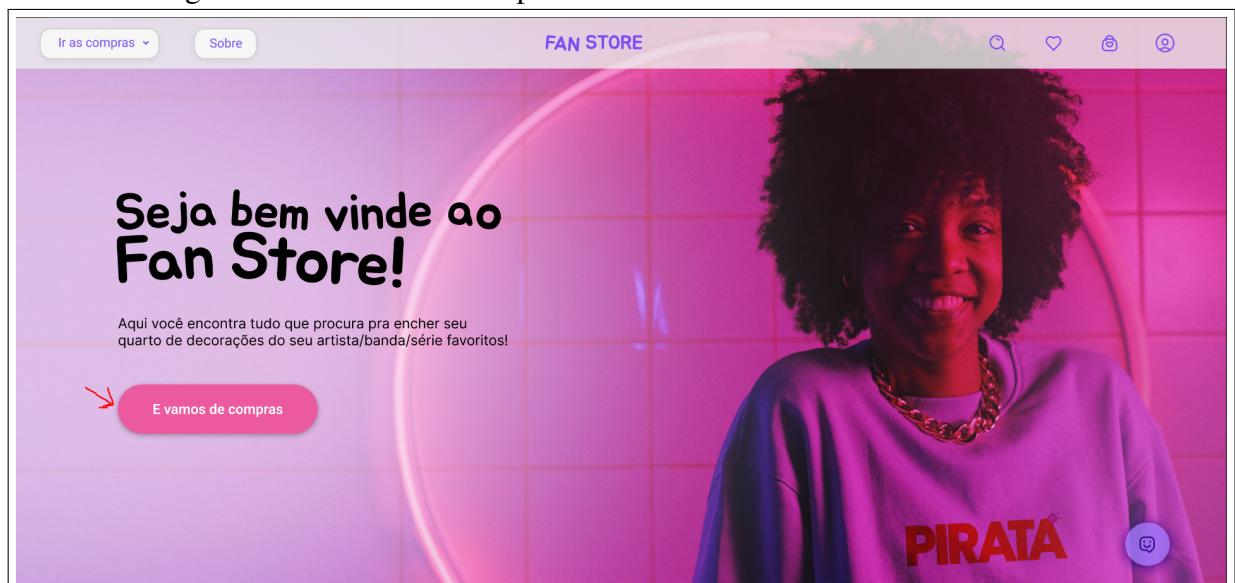 Ir as compras
Sobre
FAN STORE
Seja bem vinde ao
Fan Store!
Aqui você encontra tudo que procura pra encher seu
quarto de decorações do seu artista/banda/série favoritos!
E vamos de compras
PIRATA